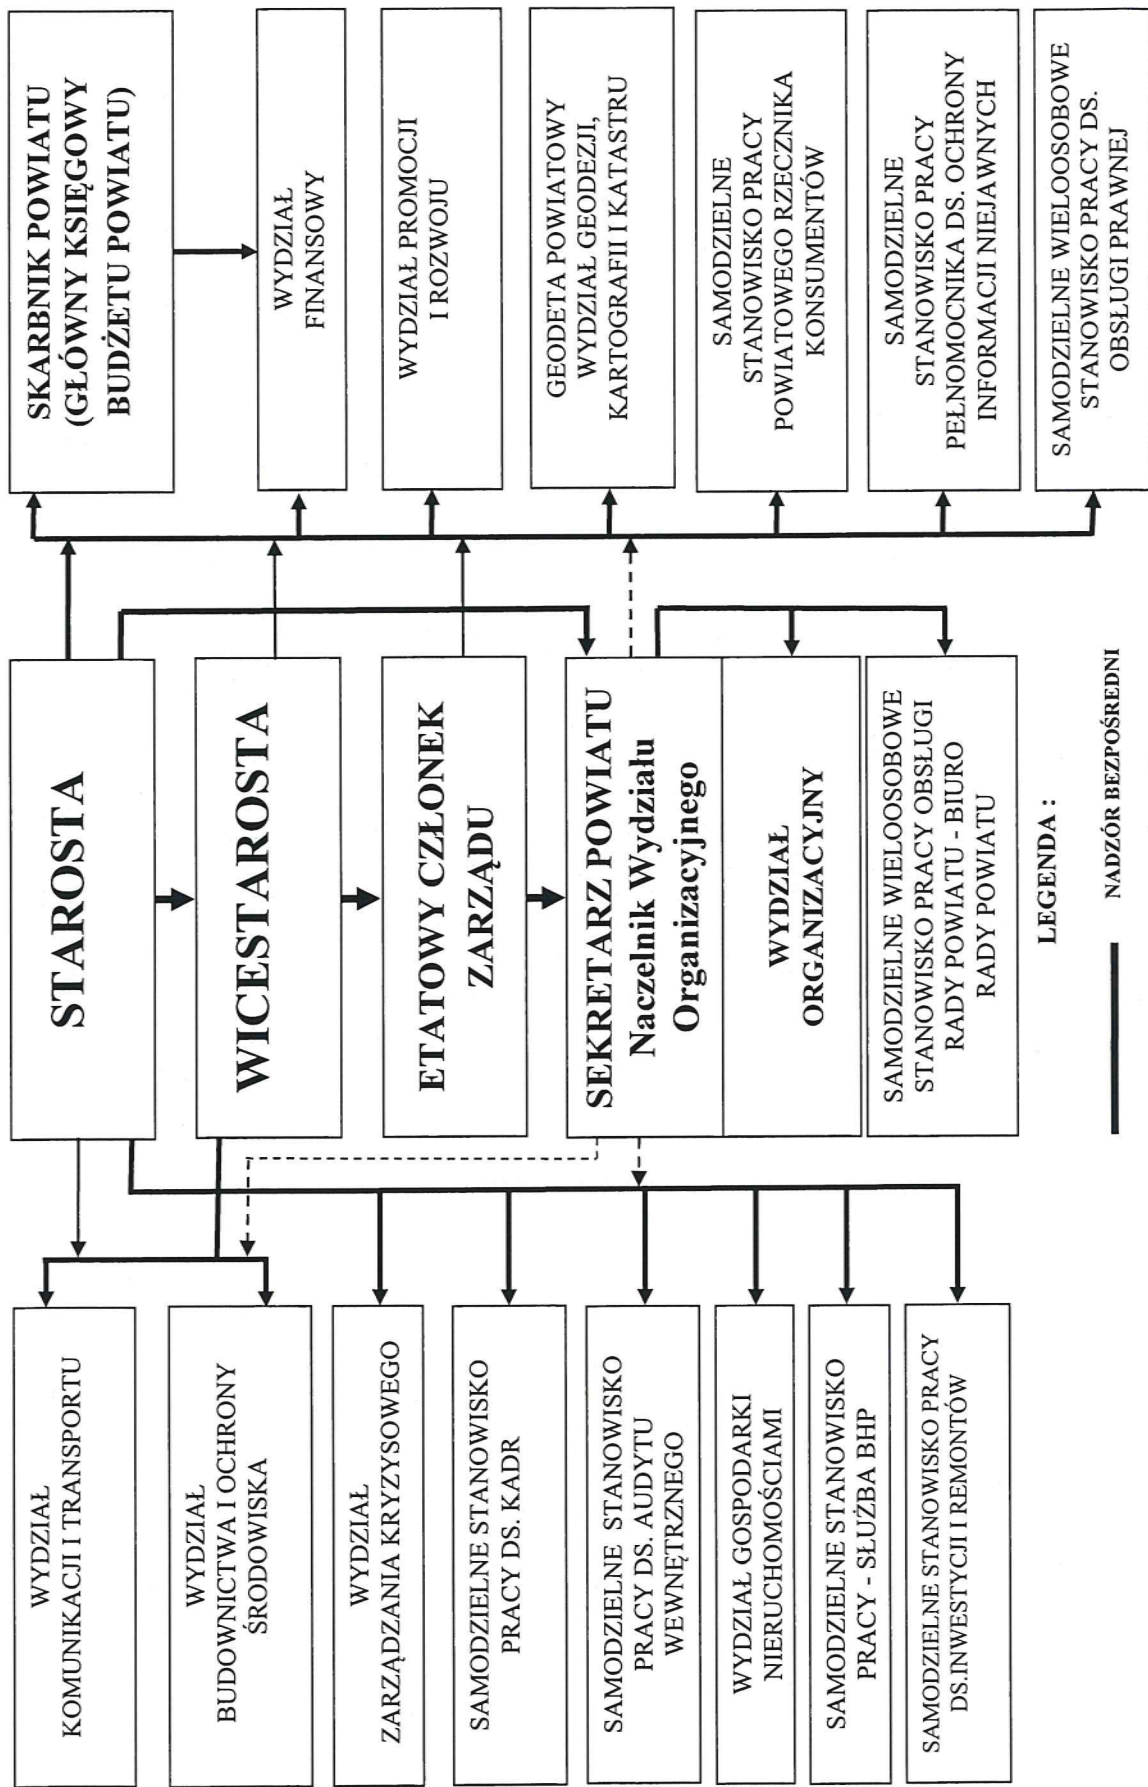 STAROSTA
WICESTAROSTA
ETATOWY CZŁONEK
ZARZĄDU
SEKRETARZ POWIATU
Naczelnik Wydziału
Organizacyjnego
WYDZIAŁ
ORGANIZACYJNY
SAMODZIELNE WIELOOSOBOWE
STANOWISKO PRACY OBSŁUGI
RADY POWIATU - BIURO
RADY POWIATU
WYDZIAŁ
KOMUNIKACJI I TRANSPORTU
WYDZIAŁ
BUDOWNICTWA I OCHRONY
ŚRODOWISKA
WYDZIAŁ
ZARZĄDZANIA KRYZYSOWEGO
SAMODZIELNE STANOWISKO
PRACY DS. KADR
SAMODZIELNE STANOWISKO
PRACY DS. AUDYTU
WEWNĘTRZNEGO
WYDZIAŁ GOSPODARKI
NIERUCHOMOŚCIAMI
SAMODZIELNE STANOWISKO
PRACY - SŁUŻBA BHP
SAMODZIELNE STANOWISKO PRACY
DS.INWESTYCJI I REMONTÓW
SKARBNIK POWIATU
(GŁÓWNY KSIĘGOWY
BUDŻETU POWIATU)
WYDZIAŁ
FINANSOWY
WYDZIAŁ PROMOCJI
I ROZWOJU
GEODETA POWIATOWY
WYDZIAŁ GEODEZJI,
KARTOGRAFII I KATASTRU
SAMODZIELNE
STANOWISKO PRACY
POWIATOWEGO RZECZNIKA
KONSUMENTÓW
SAMODZIELNE
STANOWISKO PRACY
PEŁNOMOCNIKA DS. OCHRONY
INFORMACJI NIEJAWNYCH
SAMODZIELNE WIELOOSOBOWE
STANOWISKO PRACY DS.
OBSŁUGI PRAWNEJ
LEGENDA :
NADZÓR BEZPOŚREDNI